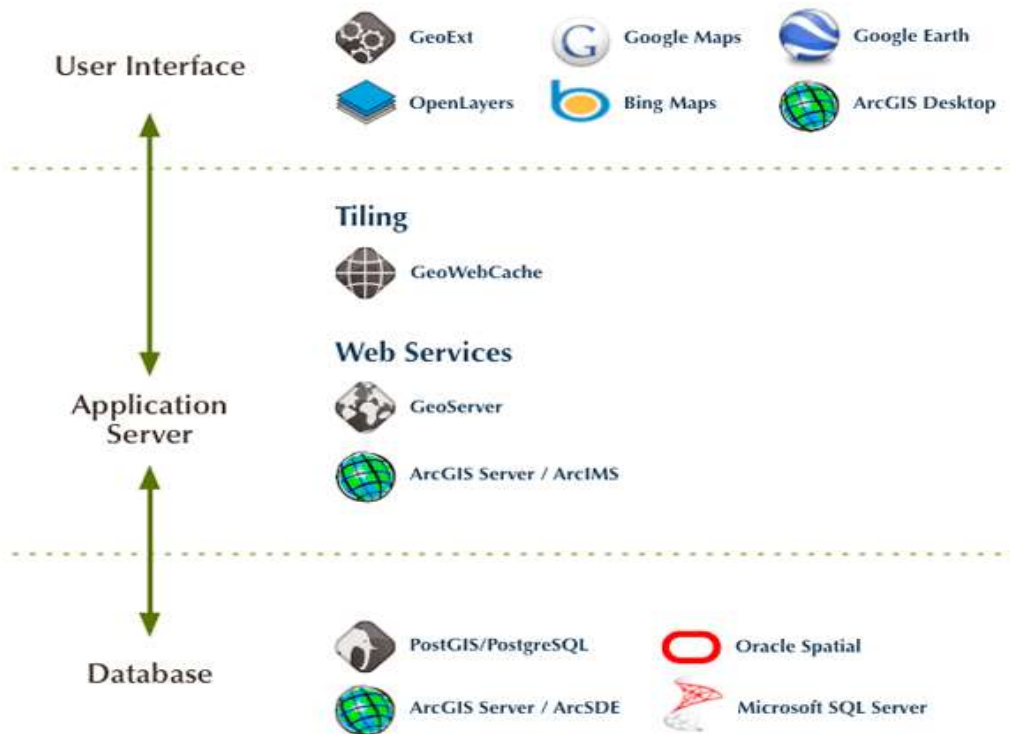 User Interface
GeoExt
Google Maps
Google Earth
OpenLayers
Bing Maps
ArcGIS Desktop
Tiling
GeoWebCache
Web Services
Application
Server
GeoServer
ArcGIS Server / ArcIMS
Database
PostGIS/PostgreSQL
Oracle Spatial
ArcGIS Server / ArcSDE
Microsoft SQL Server